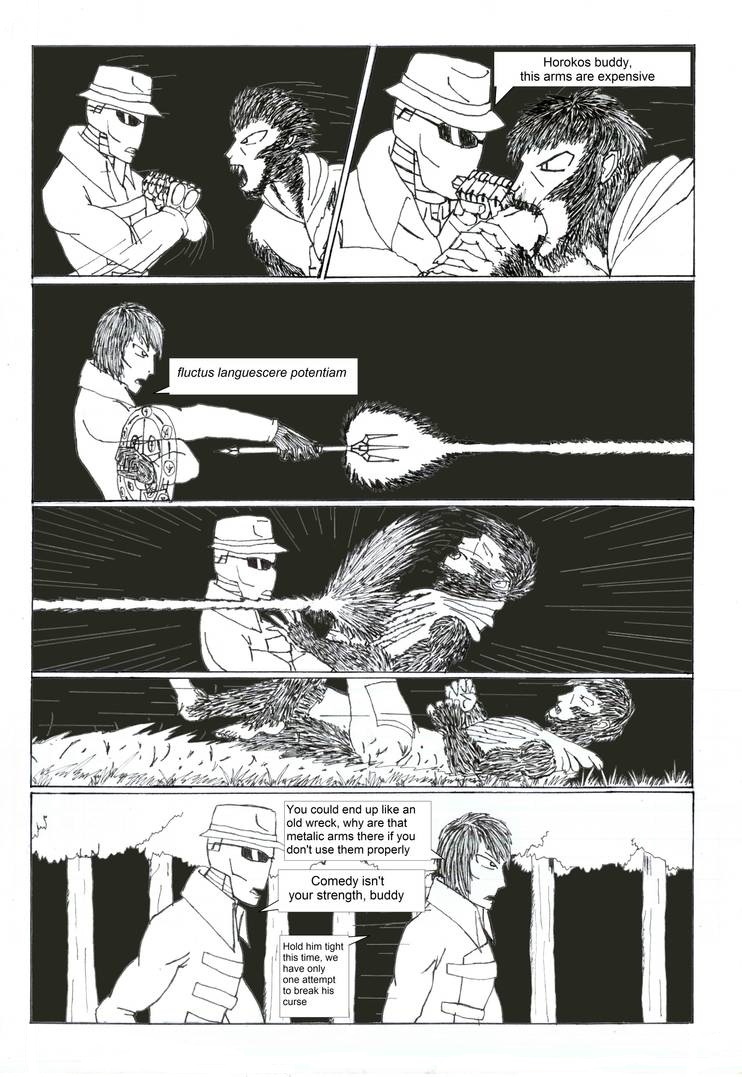 Horokos buddy,
this arms are expensive
fluctus languescere potentiam
You could end up like an
old wreck, why are that
metalic arms there if you
don't use them properly
Comedy isn't
your strength, buddy
Hold him tight
this time, we
have only
one attempt
to break his
curse